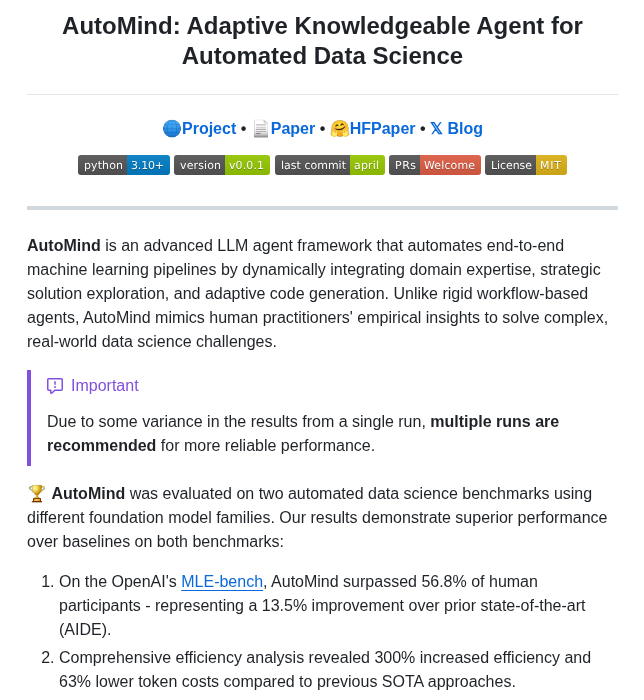 AutoMind: Adaptive Knowledgeable Agent for
Automated Data Science
🌐Project • 📄Paper • 🤗HFPaper • 𝕏 Blog
python 3.10+ version v0.0.1 last commit april PRs Welcome License MIT
AutoMind is an advanced LLM agent framework that automates end-to-end
machine learning pipelines by dynamically integrating domain expertise, strategic
solution exploration, and adaptive code generation. Unlike rigid workflow-based
agents, AutoMind mimics human practitioners' empirical insights to solve complex,
real-world data science challenges.
Important
Due to some variance in the results from a single run, multiple runs are
recommended for more reliable performance.
🏆 AutoMind was evaluated on two automated data science benchmarks using
different foundation model families. Our results demonstrate superior performance
over baselines on both benchmarks:
1. On the OpenAI's MLE-bench, AutoMind surpassed 56.8% of human
participants - representing a 13.5% improvement over prior state-of-the-art
(AIDE).
2. Comprehensive efficiency analysis revealed 300% increased efficiency and
63% lower token costs compared to previous SOTA approaches.